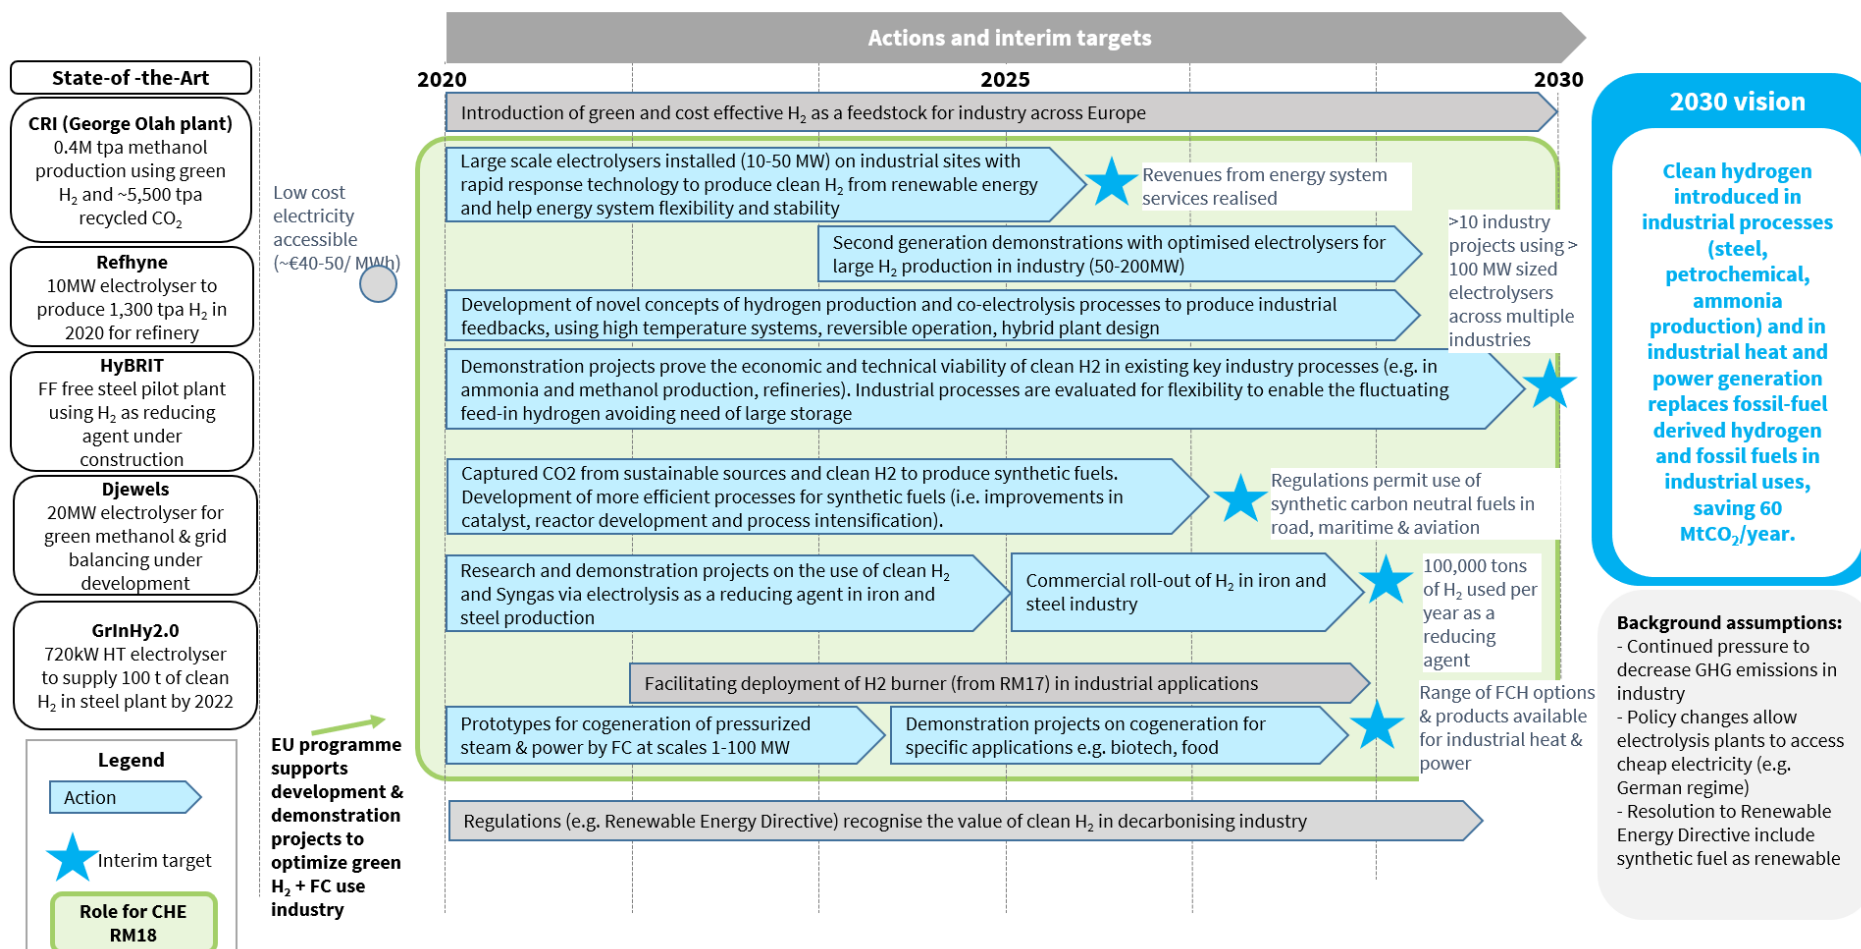 Actions and interim targets
2020
2025
2030
State-of -the-Art
CRI (George Olah plant)
0.4M tpa methanol
production using green
H₂ and ~5,500 tpa
recycled CO₂
Refhyne
10MW electrolyser to
produce 1,300 tpa H₂ in
2020 for refinery
HyBRIT
FF free steel pilot plant
using H₂ as reducing
agent under
construction
Djewels
20MW electrolyser for
green methanol & grid
balancing under
development
GrInHy2.0
720kW HT electrolyser
to supply 100 t of clean
H₂ in steel plant by 2022
Legend
Action
Interim target
Role for CHE
RM18
Low cost
electricity
accessible
(~€40-50/ MWh)
EU programme
supports
development &
demonstration
projects to
optimize green
H₂ + FC use
industry
Introduction of green and cost effective H₂ as a feedstock for industry across Europe
Large scale electrolysers installed (10-50 MW) on industrial sites with
rapid response technology to produce clean H₂ from renewable energy
and help energy system flexibility and stability
Revenues from energy system
services realised
Second generation demonstrations with optimised electrolysers for
large H₂ production in industry (50-200MW)
>10 industry
projects using >
100 MW sized
electrolysers
across multiple
industries
Development of novel concepts of hydrogen production and co-electrolysis processes to produce industrial
feedbacks, using high temperature systems, reversible operation, hybrid plant design
Demonstration projects prove the economic and technical viability of clean H2 in existing key industry processes (e.g. in
ammonia and methanol production, refineries). Industrial processes are evaluated for flexibility to enable the fluctuating
feed-in hydrogen avoiding need of large storage
Captured CO2 from sustainable sources and clean H2 to produce synthetic fuels.
Development of more efficient processes for synthetic fuels (i.e. improvements in
catalyst, reactor development and process intensification).
Regulations permit use of
synthetic carbon neutral fuels in
road, maritime & aviation
Research and demonstration projects on the use of clean H₂
and Syngas via electrolysis as a reducing agent in iron and
steel production
Commercial roll-out of H₂ in iron and
steel industry
100,000 tons
of H₂ used per
year as a
reducing
agent
Facilitating deployment of H2 burner (from RM17) in industrial applications
Prototypes for cogeneration of pressurized
steam & power by FC at scales 1-100 MW
Demonstration projects on cogeneration for
specific applications e.g. biotech, food
Range of FCH options
& products available
for industrial heat &
power
Regulations (e.g. Renewable Energy Directive) recognise the value of clean H₂ in decarbonising industry
2030 vision
Clean hydrogen
introduced in
industrial processes
(steel,
petrochemical,
ammonia
production) and in
industrial heat and
power generation
replaces fossil-fuel
derived hydrogen
and fossil fuels in
industrial uses,
saving 60
MtCO₂/year.
Background assumptions:
- Continued pressure to
decrease GHG emissions in
industry
- Policy changes allow
electrolysis plants to access
cheap electricity (e.g.
German regime)
- Resolution to Renewable
Energy Directive include
synthetic fuel as renewable